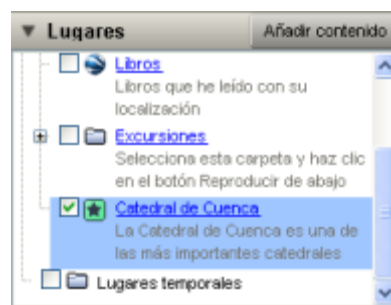 Lugares
Añadir contenido
Libros
Libros que he leído con su
localización
Excursiones
Selecciona esta carpeta y haz clic
en el botón Reproducir de abajo
Catedral de Cuenca
La Catedral de Cuenca es una de
las más importantes catedrales
Lugares temporales